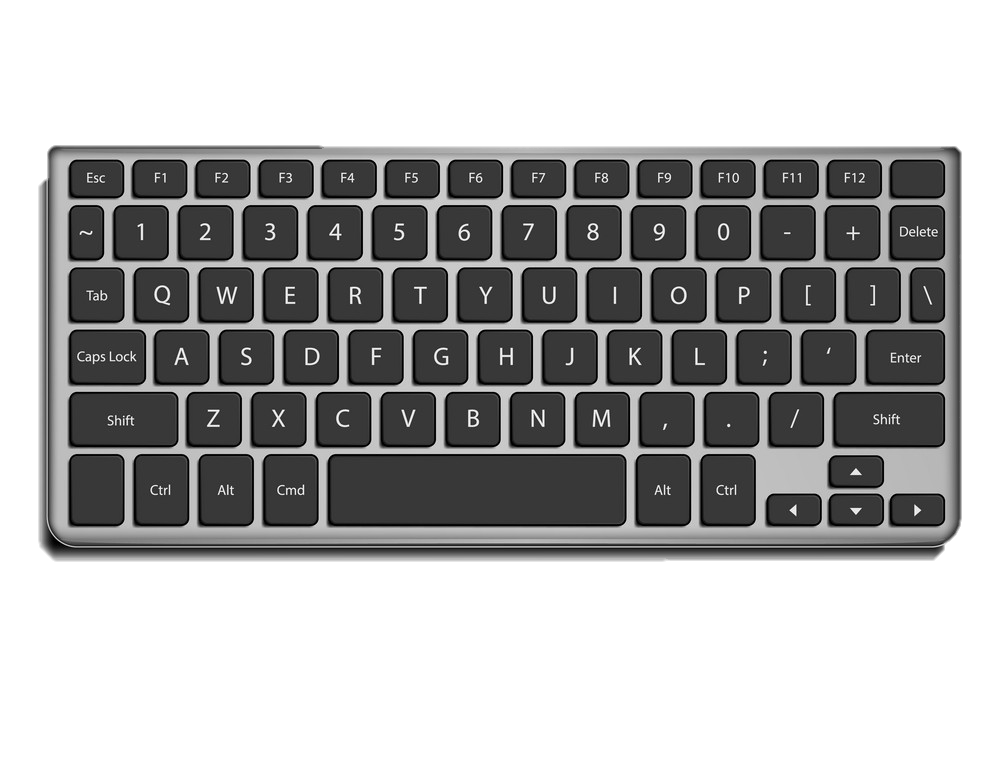 Esc F1 F2 F3 F4 F5 F6 F7 F8 F9 F10 F11 F12
~ 1 2 3 4 5 6 7 8 9 0 - + Delete
Tab Q W E R T Y U I O P [ ] \
Caps Lock A S D F G H J K L ; ‘ Enter
Shift Z X C V B N M , . / Shift
Ctrl Alt Cmd Alt Ctrl